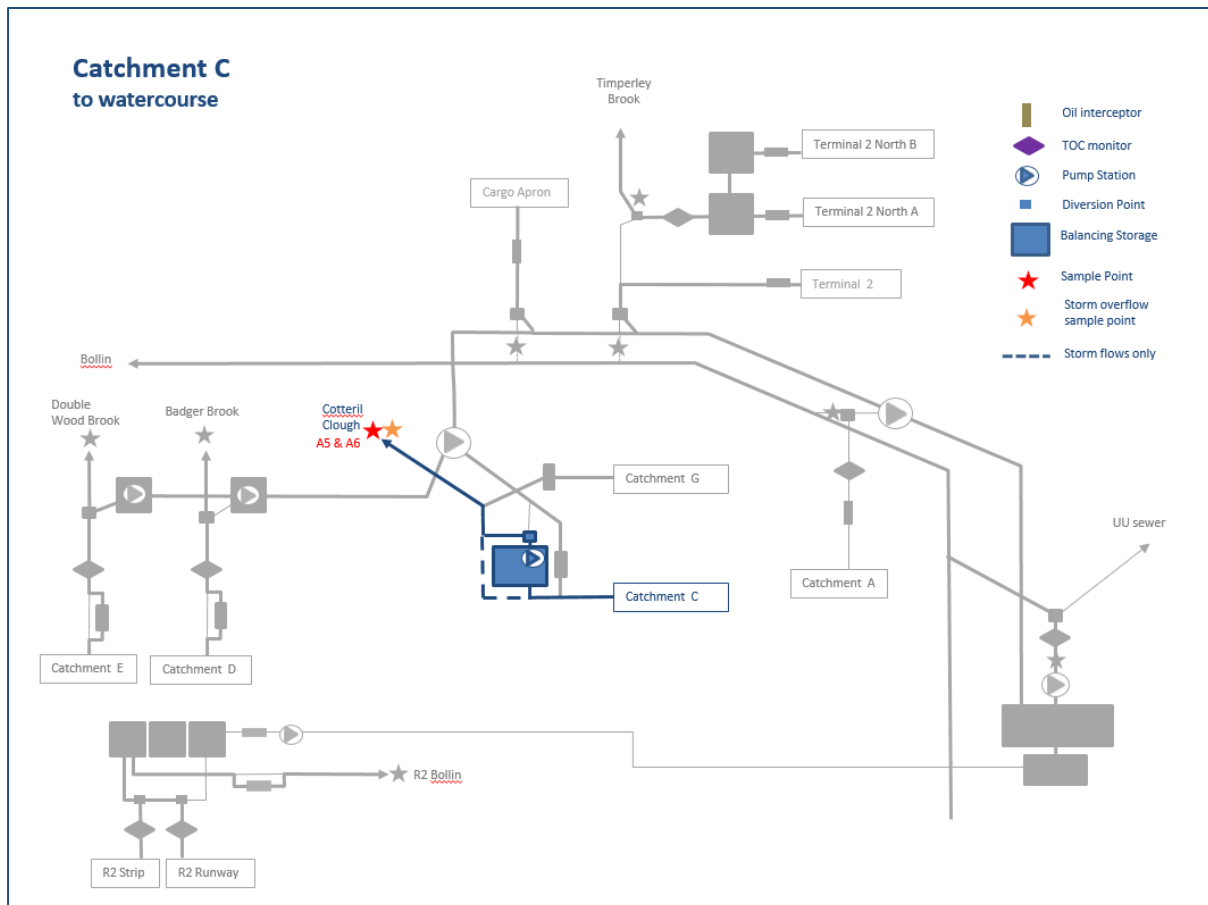 Catchment C
to watercourse
Timperley
Brook
Oil interceptor
TOC monitor
Pump Station
Diversion Point
Balancing Storage
Sample Point
Storm overflow
sample point
Storm flows only
Terminal 2 North B
Terminal 2 North A
Terminal 2
Cargo Apron
Bollin
Double
Wood Brook
Badger Brook
Cotteril
Clough
A5 & A6
Catchment G
UU sewer
Catchment A
Catchment C
Catchment E
Catchment D
R2 Bollin
R2 Strip
R2 Runway